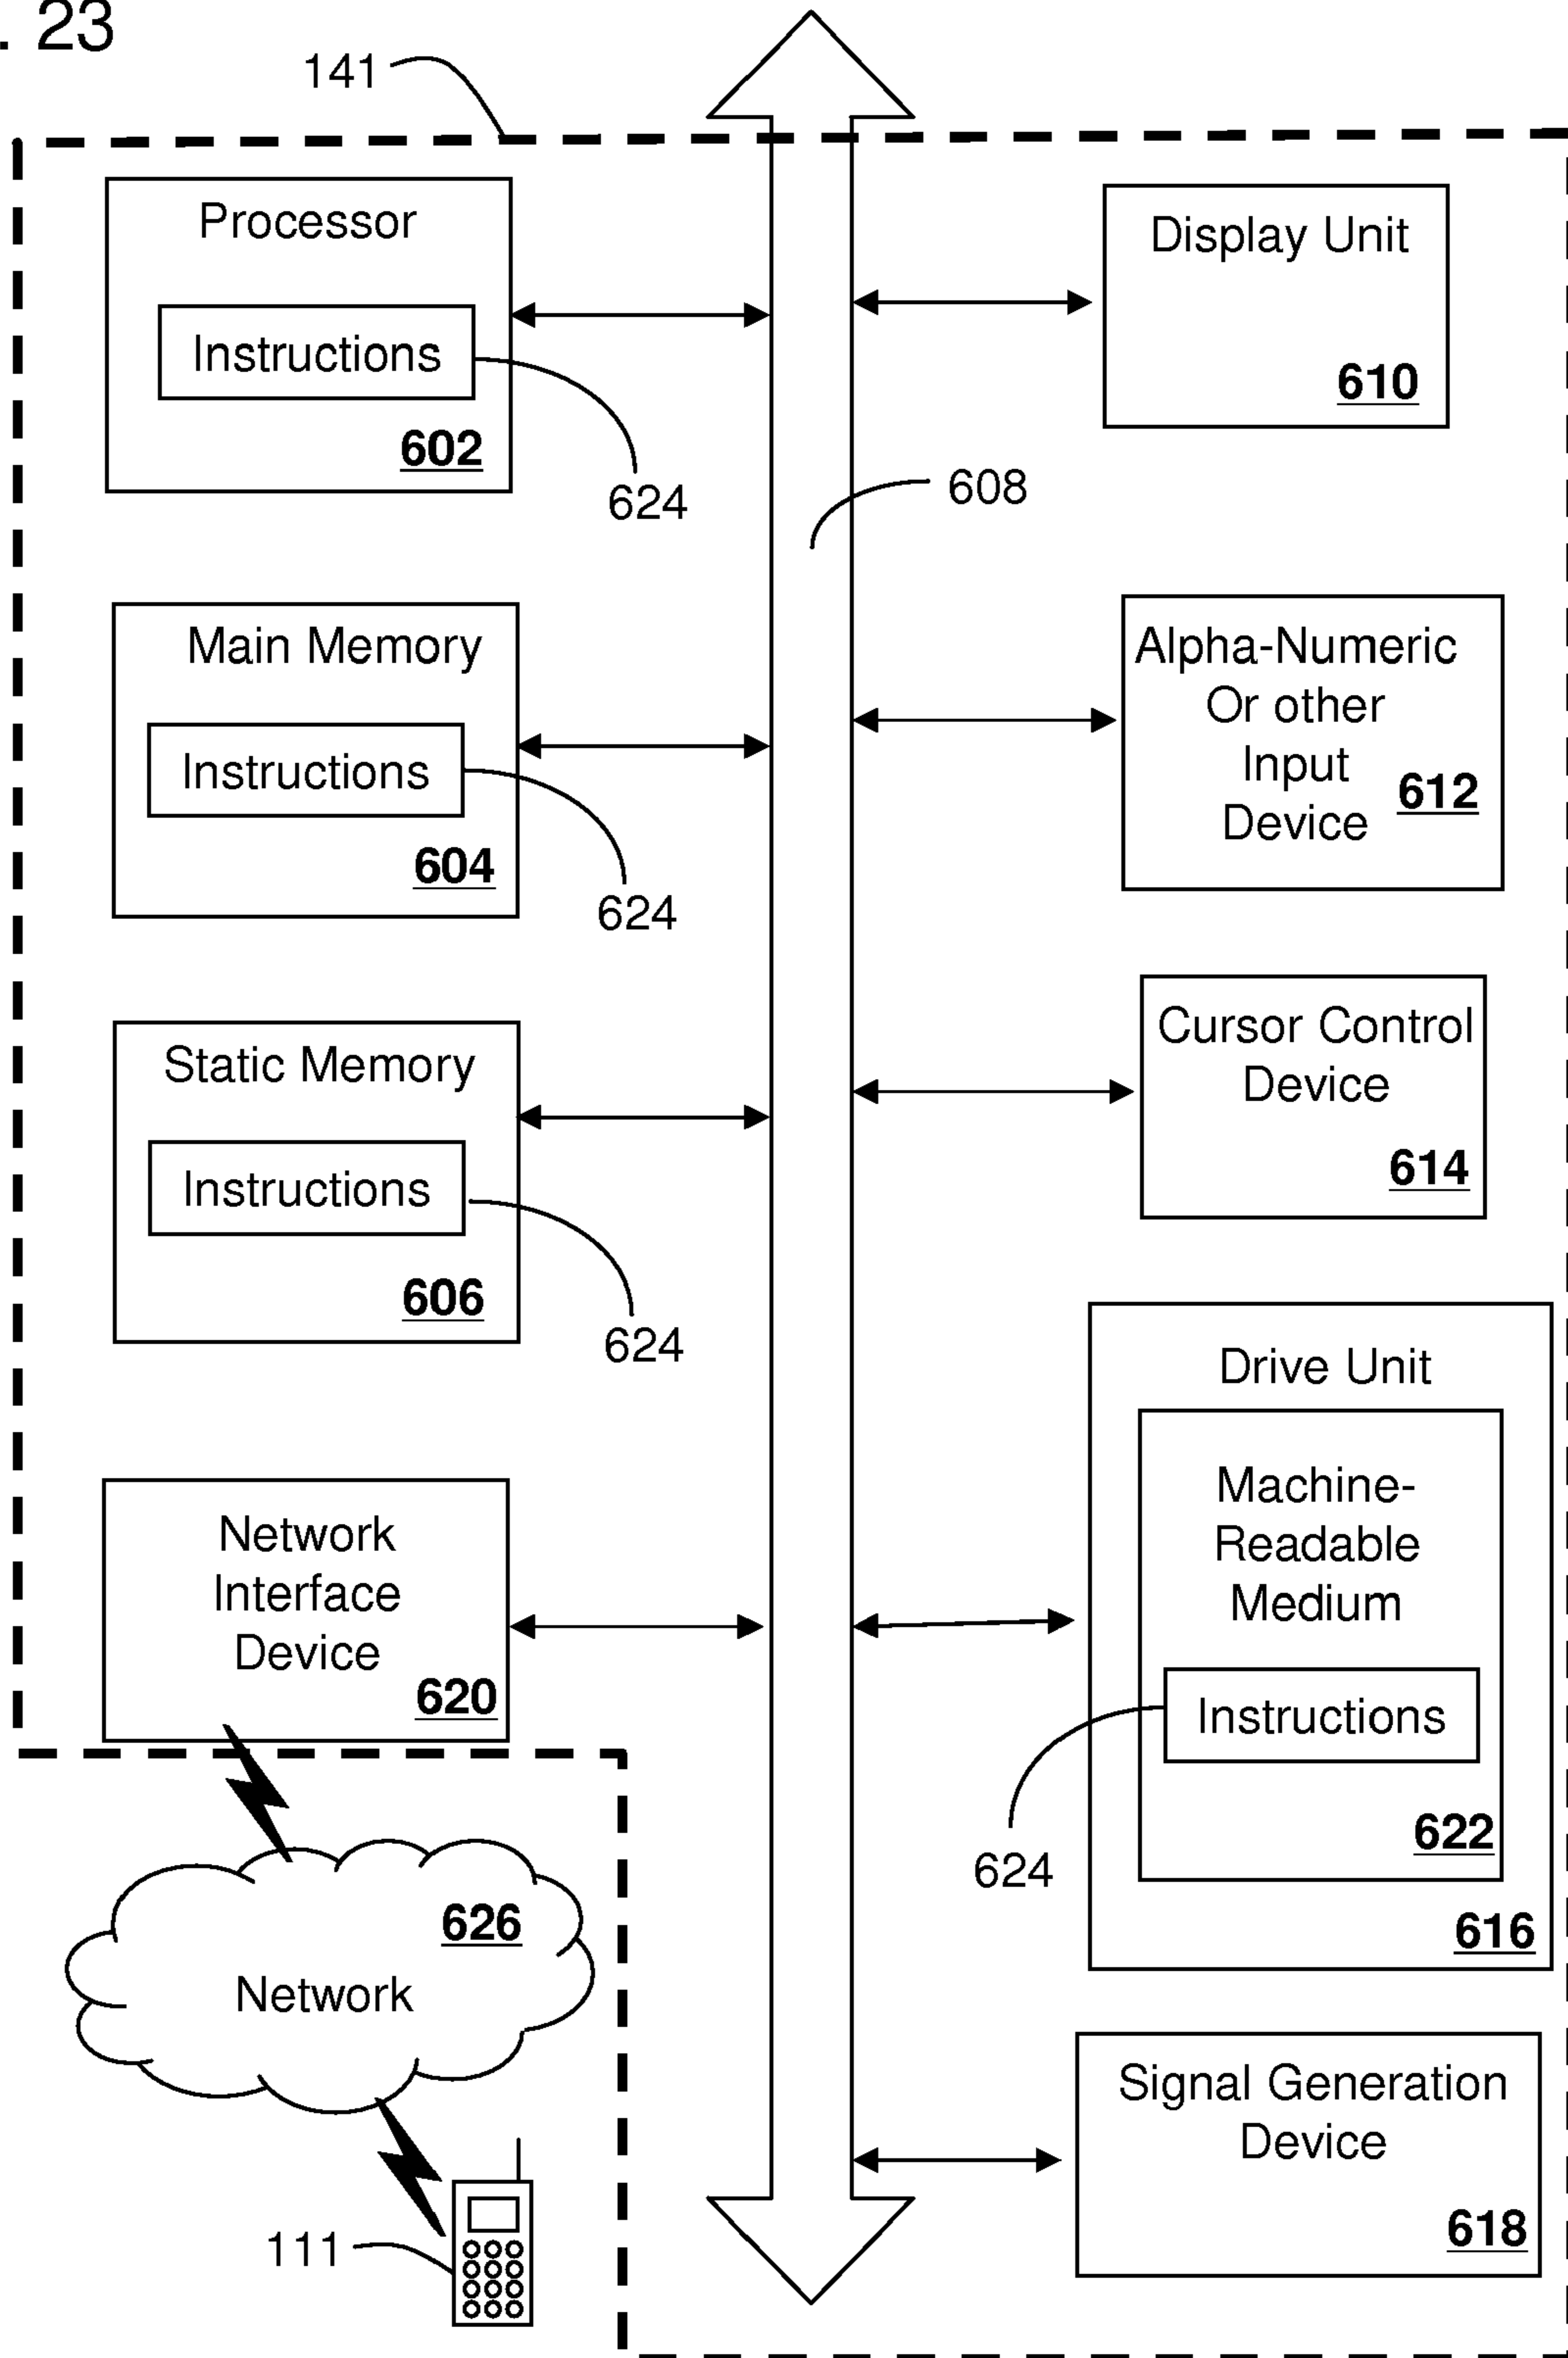 . 23
141
Processor
Instructions
602
624
Main Memory
Instructions
604
624
Static Memory
Instructions
606
624
Network
Interface
Device
620
626
Network
111
608
Display Unit
610
Alpha-Numeric
Or other
Input
Device
612
Cursor Control
Device
614
Drive Unit
Machine-
Readable
Medium
Instructions
622
624
616
Signal Generation
Device
618